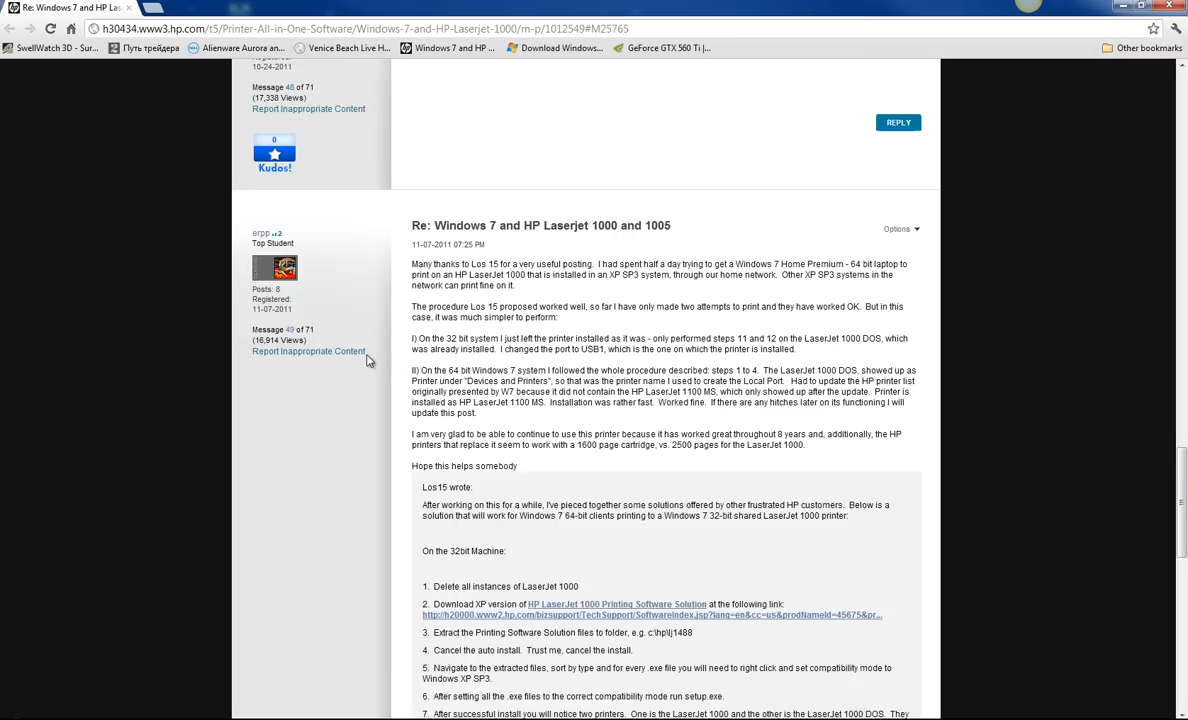 Re: Windows 7 and HP Las
h30434.www3.hp.com/t5/Printer-All-in-One-Software/Windows-7-and-HP-Laserjet-1000/m-p/1012549#M25765
SwellWatch 3D - Sur...
Путь трейдера
Alienware Aurora an...
Venice Beach Live H...
Windows 7 and HP ...
Download Windows...
GeForce GTX 560 Ti |...
Other bookmarks
10-24-2011
Message 48 of 71
(17,338 Views)
Report Inappropriate Content
REPLY
0
Kudos!
erpp
Top Student
Posts: 8
Registered:
11-07-2011
Message 49 of 71
(16,914 Views)
Report Inappropriate Content
Re: Windows 7 and HP Laserjet 1000 and 1005
Options
11-07-2011 07:25 PM
Many thanks to Los 15 for a very useful posting. I had spent half a day trying to get a Windows 7 Home Premium - 64 bit laptop to
print on an HP LaserJet 1000 that is installed in an XP SP3 system, through our home network. Other XP SP3 systems in the
network can print fine on it.
The procedure Los 15 proposed worked well, so far I have only made two attempts to print and they have worked OK. But in this
case, it was much simpler to perform:
I) On the 32 bit system I just left the printer installed as it was - only performed steps 11 and 12 on the LaserJet 1000 DOS, which
was already installed. I changed the port to USB1, which is the one on which the printer is installed.
II) On the 64 bit Windows 7 system I followed the whole procedure described: steps 1 to 4. The LaserJet 1000 DOS, showed up as
Printer under "Devices and Printers", so that was the printer name I used to create the Local Port. Had to update the HP printer list
originally presented by W7 because it did not contain the HP LaserJet 1100 MS, which only showed up after the update. Printer is
installed as HP LaserJet 1100 MS. Installation was rather fast. Worked fine. If there are any hitches later on its functioning I will
update this post.
I am very glad to be able to continue to use this printer because it has worked great throughout 8 years and, additionally, the HP
printers that replace it seem to work with a 1600 page cartridge, vs. 2500 pages for the LaserJet 1000.
Hope this helps somebody
Los15 wrote:
After working on this for a while, I've pieced together some solutions offered by other frustrated HP customers. Below is a
solution that will work for Windows 7 64-bit clients printing to a Windows 7 32-bit shared LaserJet 1000 printer:
On the 32bit Machine:
1. Delete all instances of LaserJet 1000
2. Download XP version of HP LaserJet 1000 Printing Software Solution at the following link:
http://h20000.www2.hp.com/bizsupport/TechSupport/SoftwareIndex.jsp?lang=en&cc=us&prodNameId=45675&pr...
3. Extract the Printing Software Solution files to folder, e.g. c:\hp\lj1488
4. Cancel the auto install. Trust me, cancel the install.
5. Navigate to the extracted files, sort by type and for every .exe file you will need to right click and set compatibility mode to
Windows XP SP3.
6. After setting all the .exe files to the correct compatibility mode run setup.exe.
7. After successful install you will notice two printers. One is the LaserJet 1000 and the other is the LaserJet 1000 DOS. They